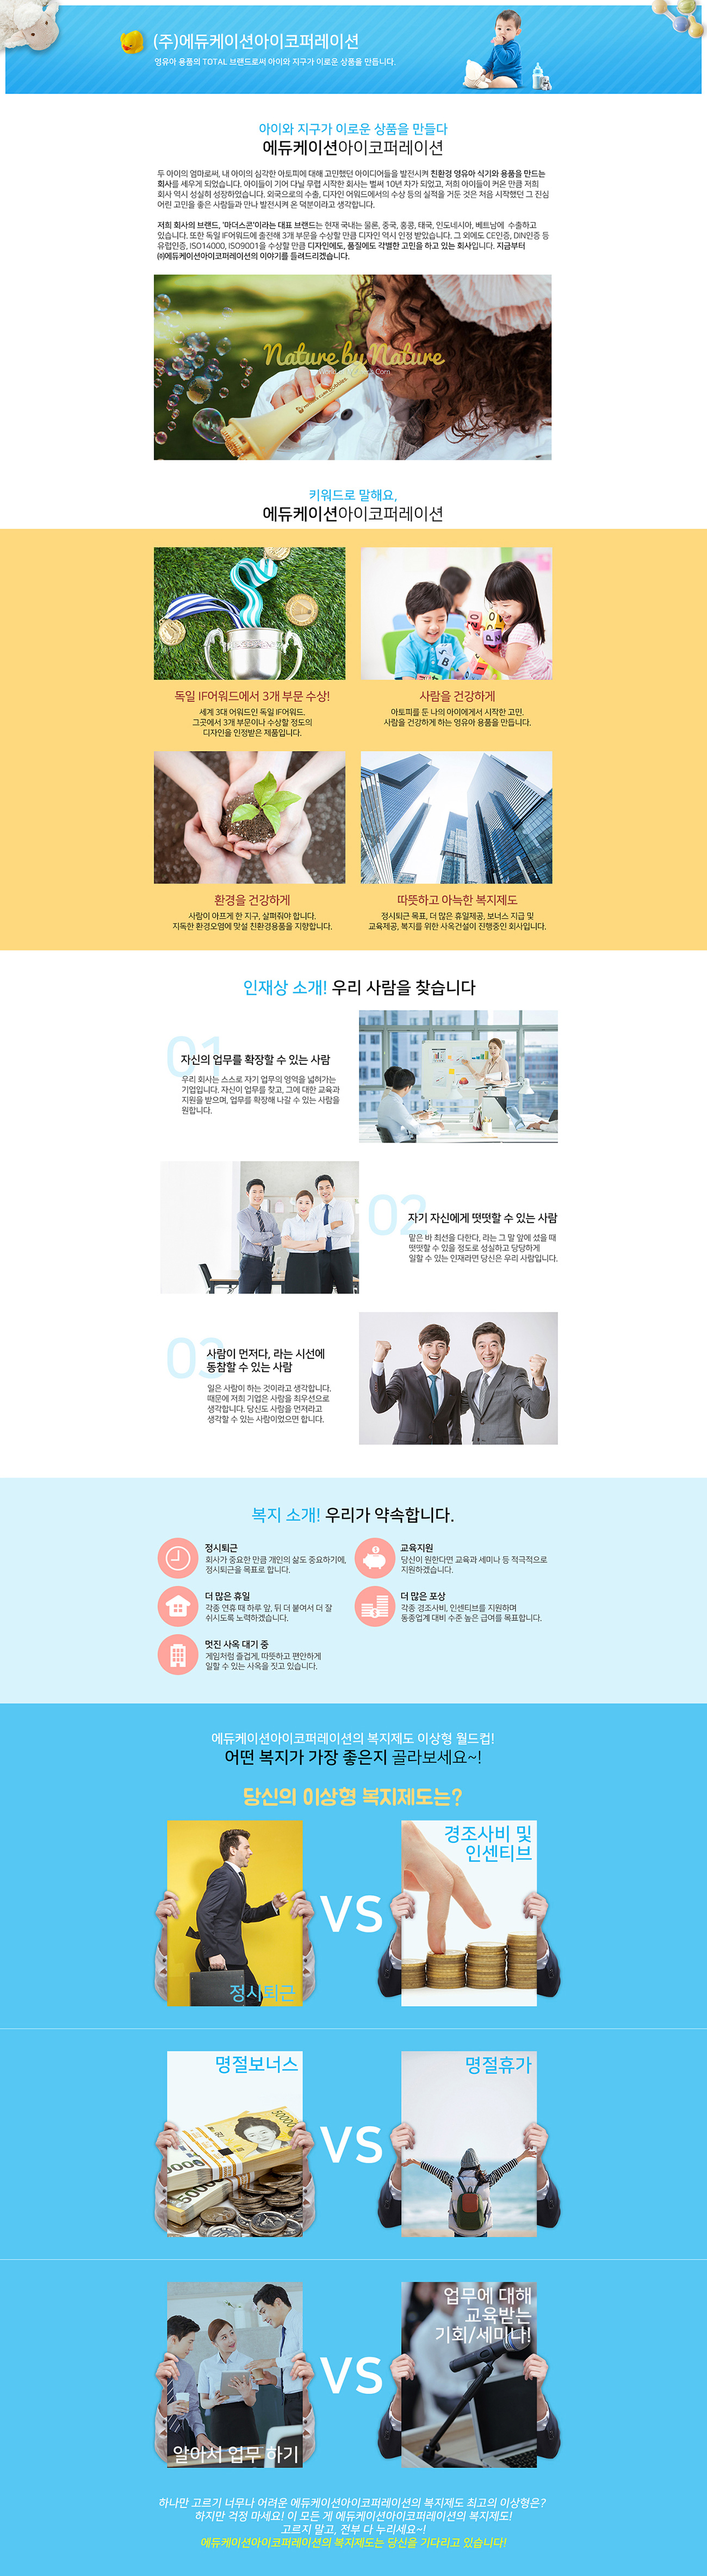 (주)에듀케이션아이코퍼레이션
영유아 용품의 TOTAL 브랜드로써 아이와 지구가 이로운 상품을 만듭니다.
아이와 지구가 이로운 상품을 만들다
에듀케이션아이코퍼레이션
두 아이의 엄마로써, 내 아이의 심각한 아토피에 대해 고민했던 아이디어들을 발전시켜 친환경 영유아 식기와 용품을 만드는
회사를 세우게 되었습니다. 아이들이 기어 다닐 무렵 시작한 회사는 벌써 10년 차가 되었고, 저희 아이들이 커온 만큼 저희
회사 역시 성실히 성장하였습니다. 외국으로의 수출, 디자인 어워드에서의 수상 등의 실적을 거둔 것은 처음 시작했던 그 진심
어린 고민을 좋은 사람들과 만나 발전시켜 온 덕분이라고 생각합니다.
저희 회사의 브랜드, '마더스콘'이라는 대표 브랜드는 현재 국내는 물론, 중국, 홍콩, 태국, 인도네시아, 베트남에 수출하고
있습니다. 또한 독일 IF어워드에 출전해 3개 부문을 수상할 만큼 디자인 역시 인정 받았습니다. 그 외에도 CE인증, DIN인증 등
유럽인증, ISO14000, ISO9001을 수상할 만큼 디자인에도, 품질에도 각별한 고민을 하고 있는 회사입니다. 지금부터
㈜에듀케이션아이코퍼레이션의 이야기를 들려드리겠습니다.
Nature by Nature
키워드로 말해요,
에듀케이션아이코퍼레이션
독일 IF어워드에서 3개 부문 수상!
세계 3대 어워드인 독일 IF어워드.
그곳에서 3개 부문이나 수상할 정도의
디자인을 인정받은 제품입니다.
사람을 건강하게
아토피를 둔 나의 아이에게서 시작한 고민.
사람을 건강하게 하는 영유아 용품을 만듭니다.
환경을 건강하게
사람이 아프게 한 지구, 살펴줘야 합니다.
지독한 환경오염에 맞설 친환경용품을 지향합니다.
따뜻하고 아늑한 복지제도
정시퇴근 목표, 더 많은 휴일제공, 보너스 지급 및
교육제공, 복지를 위한 사옥건설이 진행중인 회사입니다.
인재상 소개! 우리 사람을 찾습니다
01
자신의 업무를 확장할 수 있는 사람
우리 회사는 스스로 자기 업무의 영역을 넓혀가는
기업입니다. 자신이 업무를 찾고, 그에 대한 교육과
지원을 받으며, 업무를 확장해 나갈 수 있는 사람을
원합니다.
02
자기 자신에게 떳떳할 수 있는 사람
맡은 바 최선을 다한다, 라는 그 말 앞에 섰을 때
떳떳할 수 있을 정도로 성실하고 당당하게
일할 수 있는 인재라면 당신은 우리 사람입니다.
03
사람이 먼저다, 라는 시선에
동참할 수 있는 사람
일은 사람이 하는 것이라고 생각합니다.
때문에 저희 기업은 사람을 최우선으로
생각합니다. 당신도 사람을 먼저라고
생각할 수 있는 사람이었으면 합니다.
복지 소개! 우리가 약속합니다.
정시퇴근
회사가 중요한 만큼 개인의 삶도 중요하기에,
정시퇴근을 목표로 합니다.
교육지원
당신이 원한다면 교육과 세미나 등 적극적으로
지원하겠습니다.
더 많은 휴일
각종 연휴 때 하루 앞, 뒤 더 붙여서 더 잘
쉬시도록 노력하겠습니다.
더 많은 포상
각종 경조사비, 인센티브를 지원하며
동종업계 대비 수준 높은 급여를 목표합니다.
멋진 사옥 대기 중
게임처럼 즐겁게, 따뜻하고 편안하게
일할 수 있는 사옥을 짓고 있습니다.
에듀케이션아이코퍼레이션의 복지제도 이상형 월드컵!
어떤 복지가 가장 좋은지 골라보세요~!
당신의 이상형 복지제도는?
정시퇴근
VS
경조사비 및
인센티브
명절보너스
VS
명절휴가
알아서 업무 하기
VS
업무에 대해
교육받는
기회/세미나!
하나만 고르기 너무나 어려운 에듀케이션아이코퍼레이션의 복지제도 최고의 이상형은?
하지만 걱정 마세요! 이 모든 게 에듀케이션아이코퍼레이션의 복지제도!
고르지 말고, 전부 다 누리세요~!
에듀케이션아이코퍼레이션의 복지제도는 당신을 기다리고 있습니다!